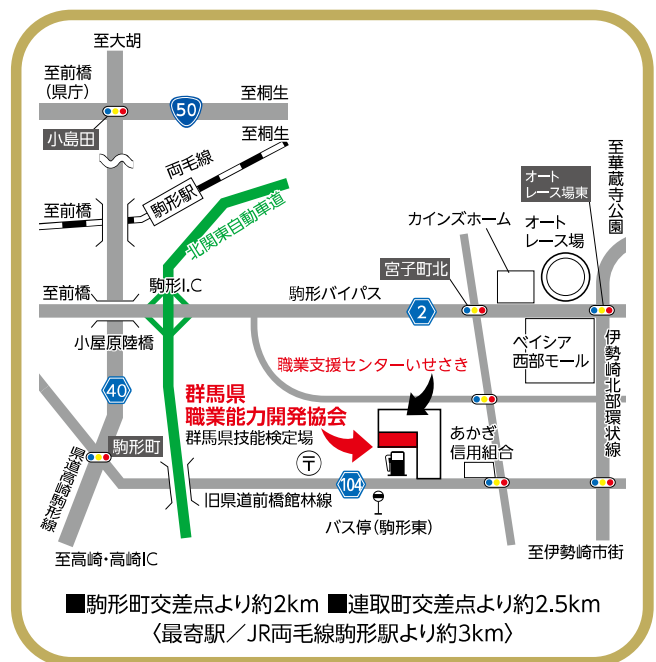 至大胡
至前橋
(県庁)
至桐生
50
小島田
至桐生
両毛線
駒形駅
至前橋
北関東自動車道
至華蔵寺公園
オート
レース場東
カインズホーム
オート
レース場
宮子町北
駒形I.C
至前橋
駒形バイパス
2
小屋原陸橋
ベイシア
西部モール
伊勢崎北部環状線
職業支援センターいせさき
40
群馬県
職業能力開発協会
群馬県技能検定場
駒形町
あかぎ
信用組合
〒
県道高崎駒形線
104
旧県道前橋館林線
バス停(駒形東)
至高崎・高崎IC
至伊勢崎市街
■駒形町交差点より約2km ■連取町交差点より約2.5km
〈最寄駅/JR両毛線駒形駅より約3km〉